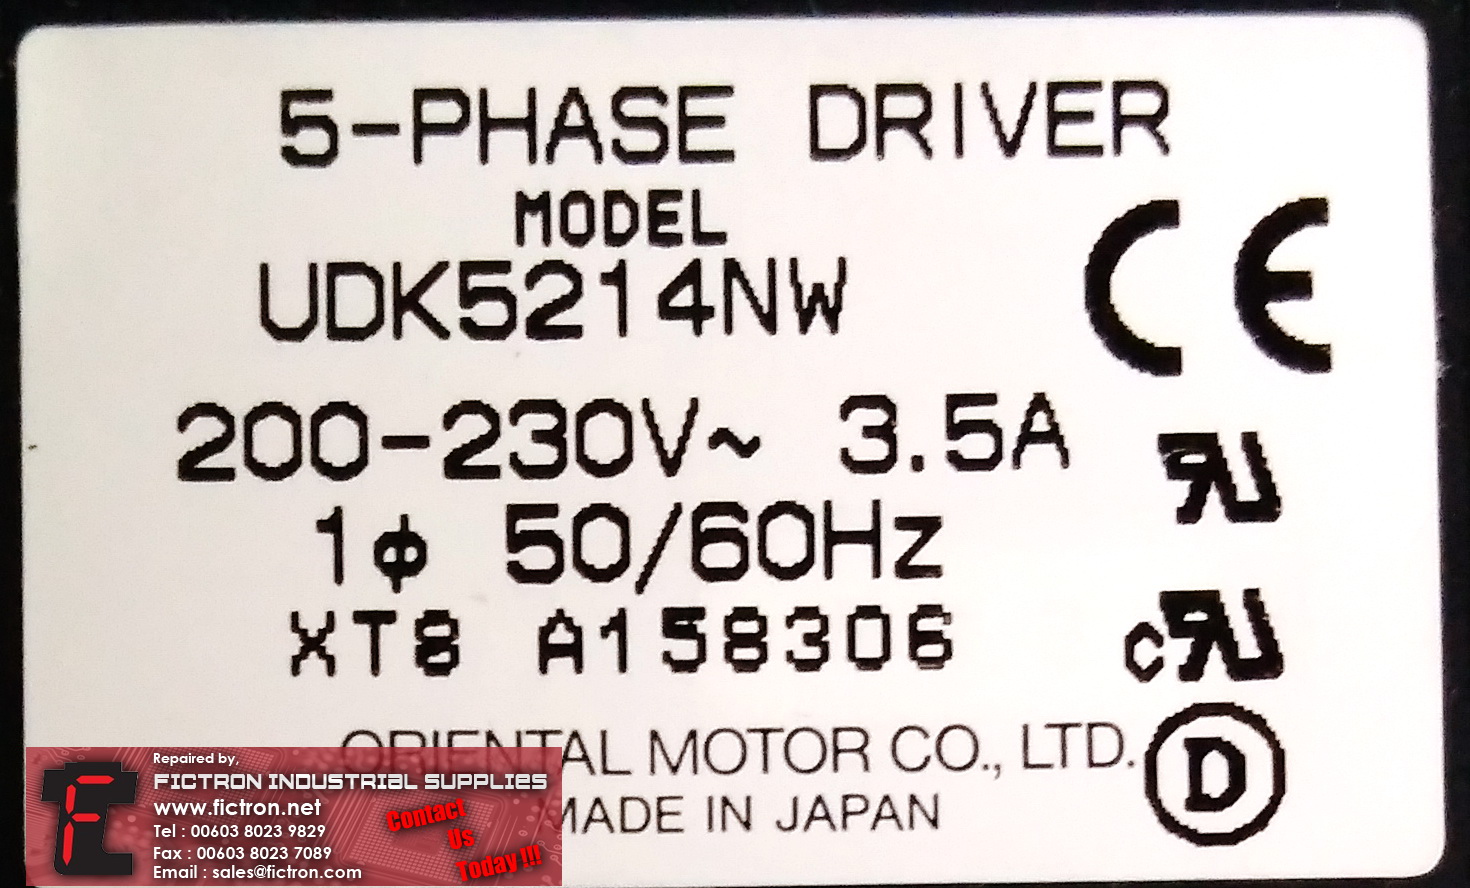 5-PHASE DRIVER
MODEL
UDK5214NW
CE
200-230V~ 3.5A
1ϕ 50/60Hz
XT8 A158306
c
D
ORIENTAL MOTOR CO., LTD.
MADE IN JAPAN
Repaired by,
FICTRON INDUSTRIAL SUPPLIES
www.fictron.net
Tel : 00603 8023 9829
Fax : 00603 8023 7089
Email : sales@fictron.com
Contact
Us
Today !!!